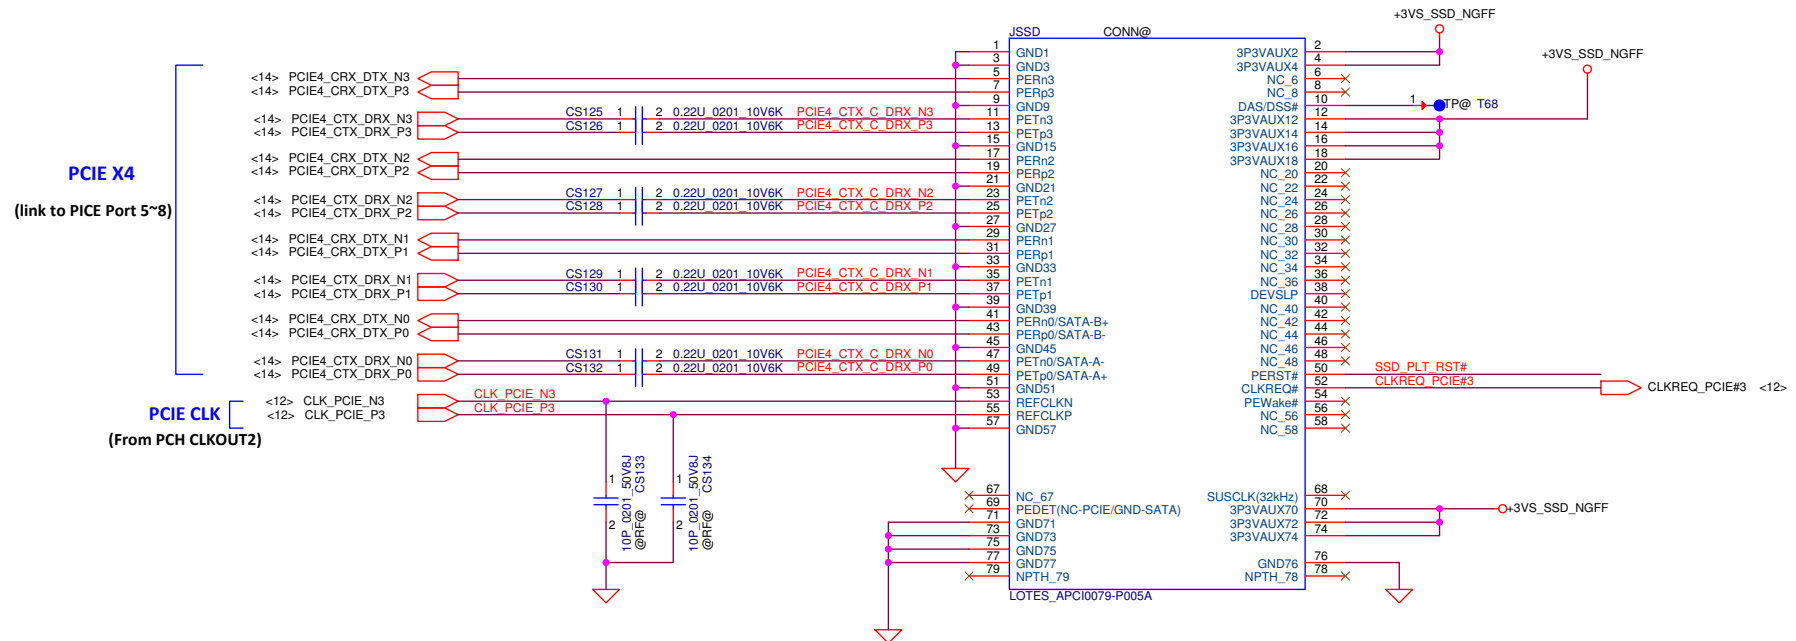 +3VS_SSD_NGFF
JSSD CONN@
+3VS_SSD_NGFF
1 GND1 3P3VAUX2 2
3 GND3 3P3VAUX4 4
<14> PCIE4_CRX_DTX_N3 5 PERn3 NC_6 6
<14> PCIE4_CRX_DTX_P3 7 PERp3 NC_8 8
9 GND9 DAS/DSS# 10 1 TP@ T68
<14> PCIE4_CTX_DRX_N3 CS125 1 2 0.22U_0201_10V6K PCIE4_CTX_C_DRX_N3 11 PETn3 3P3VAUX12 12
<14> PCIE4_CTX_DRX_P3 CS126 1 2 0.22U_0201_10V6K PCIE4_CTX_C_DRX_P3 13 PETp3 3P3VAUX14 14
15 GND15 3P3VAUX16 16
<14> PCIE4_CRX_DTX_N2 17 PERn2 3P3VAUX18 18
<14> PCIE4_CRX_DTX_P2 19 PERp2 NC_20 20
PCIE X4
21 GND21 NC_22 22
<14> PCIE4_CTX_DRX_N2 CS127 1 2 0.22U_0201_10V6K PCIE4_CTX_C_DRX_N2 23 PETn2 NC_24 24
(link to PICE Port 5~8)
<14> PCIE4_CTX_DRX_P2 CS128 1 2 0.22U_0201_10V6K PCIE4_CTX_C_DRX_P2 25 PETp2 NC_26 26
27 GND27 NC_28 28
<14> PCIE4_CRX_DTX_N1 29 PERn1 NC_30 30
<14> PCIE4_CRX_DTX_P1 31 PERp1 NC_32 32
33 GND33 NC_34 34
<14> PCIE4_CTX_DRX_N1 CS129 1 2 0.22U_0201_10V6K PCIE4_CTX_C_DRX_N1 35 PETn1 NC_36 36
<14> PCIE4_CTX_DRX_P1 CS130 1 2 0.22U_0201_10V6K PCIE4_CTX_C_DRX_P1 37 PETp1 DEVSLP 38
39 GND39 NC_40 40
<14> PCIE4_CRX_DTX_N0 41 PERn0/SATA-B+ NC_42 42
<14> PCIE4_CRX_DTX_P0 43 PERp0/SATA-B- NC_44 44
45 GND45 NC_46 46
<14> PCIE4_CTX_DRX_N0 CS131 1 2 0.22U_0201_10V6K PCIE4_CTX_C_DRX_N0 47 PETn0/SATA-A- NC_48 48
<14> PCIE4_CTX_DRX_P0 CS132 1 2 0.22U_0201_10V6K PCIE4_CTX_C_DRX_P0 49 PETp0/SATA-A+ PERST# 50 SSD_PLT_RST#
51 GND51 CLKREQ# 52 CLKREQ_PCIE#3 CLKREQ_PCIE#3 <12>
<12> CLK_PCIE_N3 CLK_PCIE_N3 53 REFCLKN PEWake# 54
PCIE CLK
<12> CLK_PCIE_P3 CLK_PCIE_P3 55 REFCLKP NC_56 56
57 GND57 NC_58 58
(From PCH CLKOUT2)
1 2 10P_0201_50V8J CS133 @RF@
1 2 10P_0201_50V8J CS134 @RF@
67 NC_67 SUSCLK(32kHz) 68
69 PEDET(NC-PCIE/GND-SATA) 3P3VAUX70 70 +3VS_SSD_NGFF
71 GND71 3P3VAUX72 72
73 GND73 3P3VAUX74 74
75 GND75
77 GND77 GND76 76
79 NPTH_79 NPTH_78 78
LOTES_APCI0079-P005A